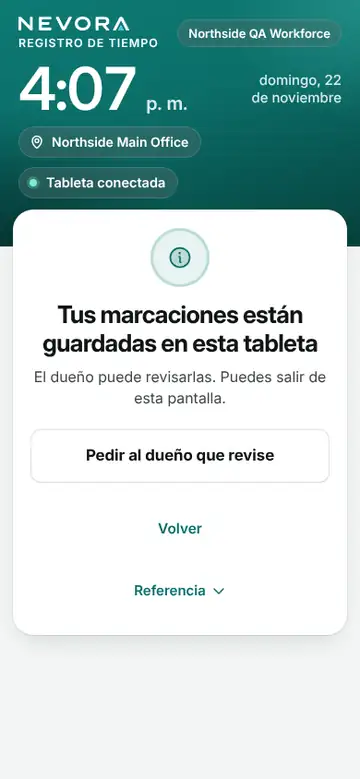 NEVORA
REGISTRO DE TIEMPO
Northside QA Workforce
4:07 p. m.
domingo, 22
de noviembre
Northside Main Office
Tableta conectada
Tus marcaciones están
guardadas en esta tableta
El dueño puede revisarlas. Puedes salir de
esta pantalla.
Pedir al dueño que revise
Volver
Referencia